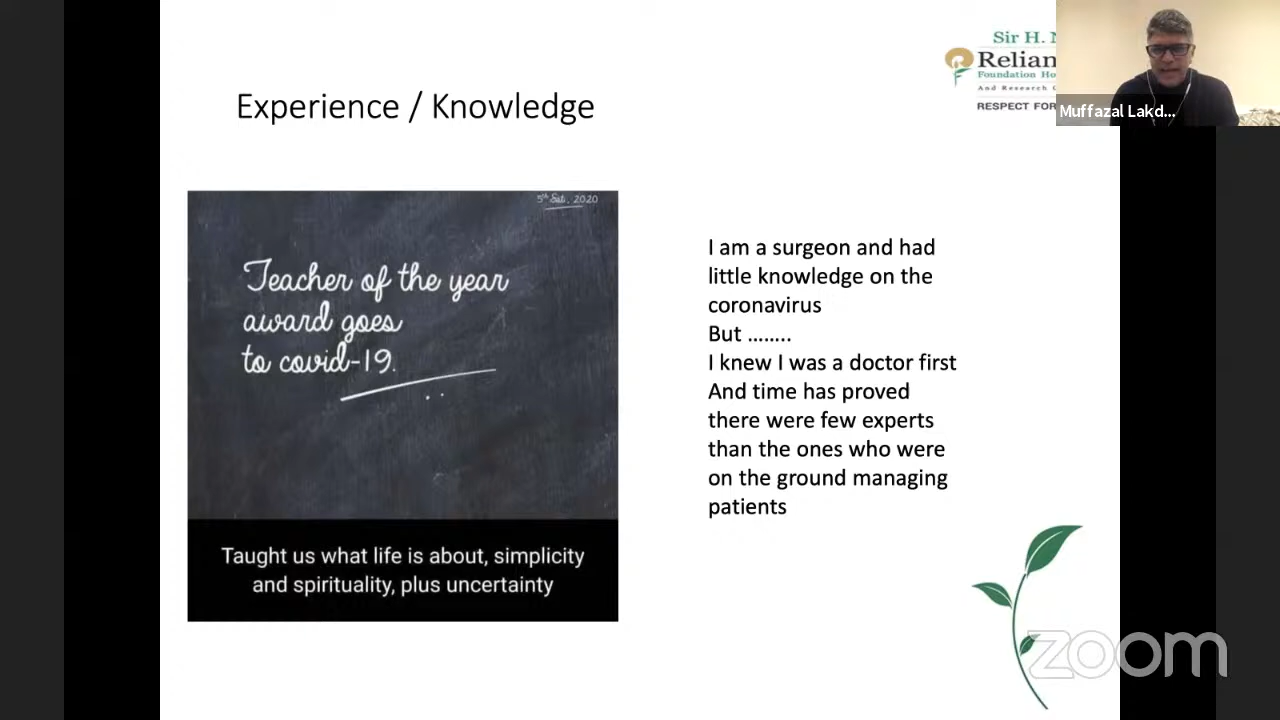 Sir H. N
Relian
Foundation Ho
And Research C
RESPECT FOR
Muffazal Lakd...
Experience / Knowledge
2020
Teacher of the year
award goes
to covid-19.
Taught us what life is about, simplicity
and spirituality, plus uncertainty
I am a surgeon and had
little knowledge on the
coronavirus
But ........
I knew I was a doctor first
And time has proved
there were few experts
than the ones who were
on the ground managing
patients
zoom